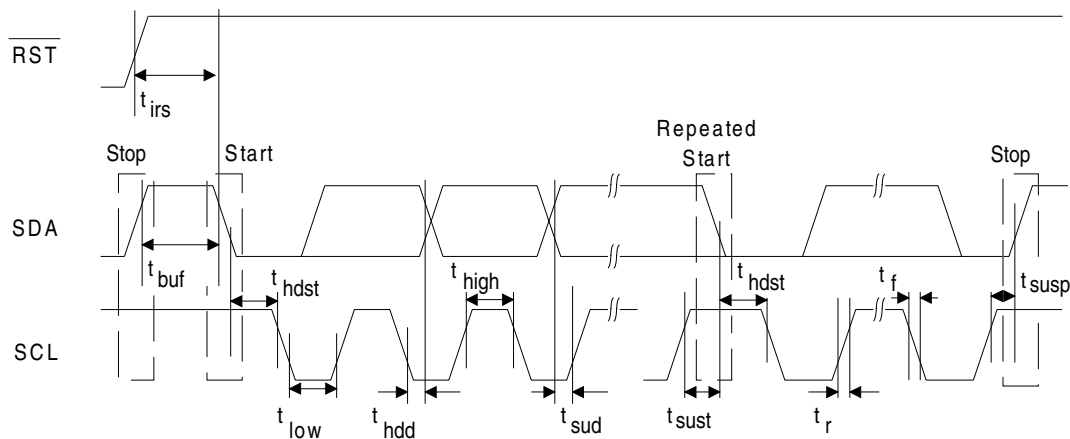 RST
t irs
Repeated
Stop Start Start Stop
SDA
t buf t hdst t high t hdst t f t susp
SCL
t low t hdd t sud t sust t r